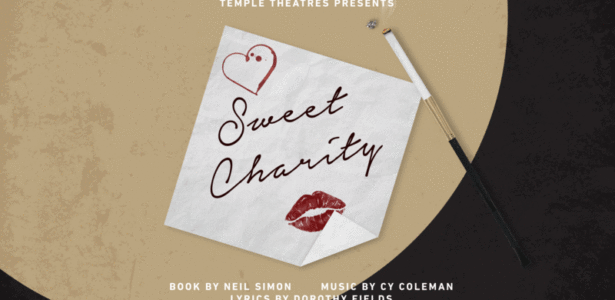 TEMPLE THEATRES PRESENTS
Sweet
Charity
BOOK BY NEIL SIMON MUSIC BY CY COLEMAN
LYRICS BY DOROTHY FIELDS